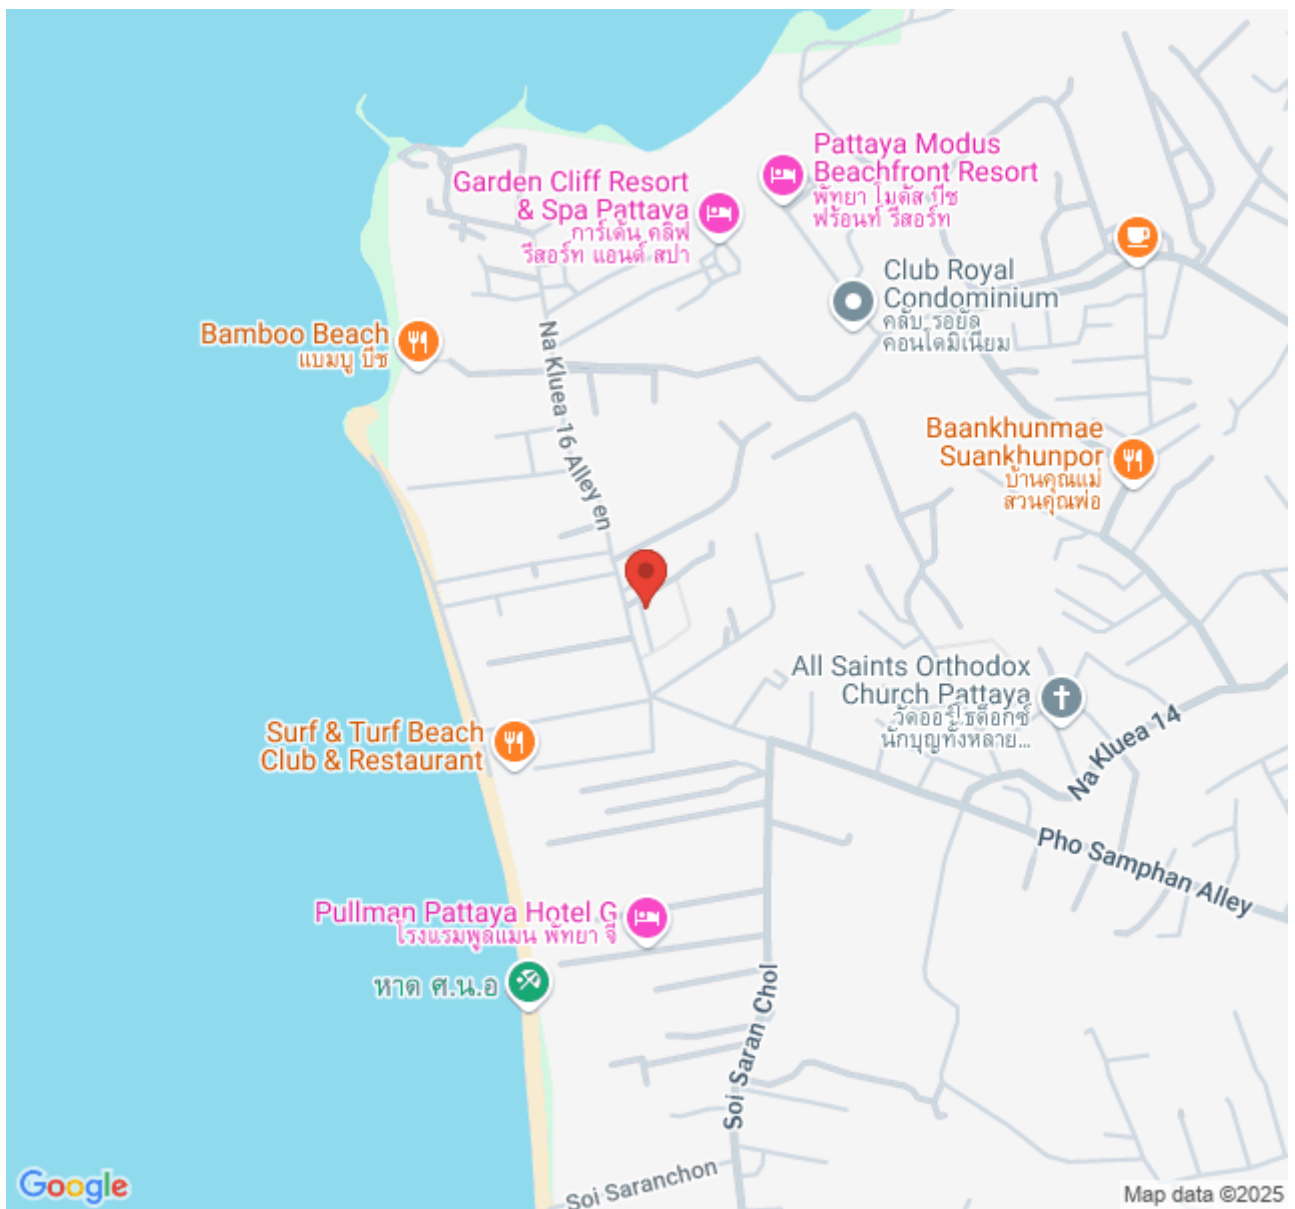 Pattaya Modus
Beachfront Resort
พัทยา โมดัส บีช
ฟร้อนท์ รีสอร์ท
Garden Cliff Resort
& Spa Pattaya
การ์เด้น คลิฟ
รีสอร์ท แอนด์ สปา
Club Royal
Condominium
คลับ รอยัล
คอนโดมิเนียม
Bamboo Beach
แบมบู บีช
Na Kluea 16 Alley en
Baankhunmae
Suankhunpor
บ้านคุณแม่
สวนคุณพ่อ
All Saints Orthodox
Church Pattaya
วัดออร์โธด็อกซ์
นักบุญทั้งหลาย...
Na Kluea 14
Surf & Turf Beach
Club & Restaurant
Pho Samphan Alley
Pullman Pattaya Hotel G
โรงแรมพูลแมน พัทยา จี
หาด ศ.น.อ
Soi Saran Chol
Soi Saranchon
Google
Map data ©2025